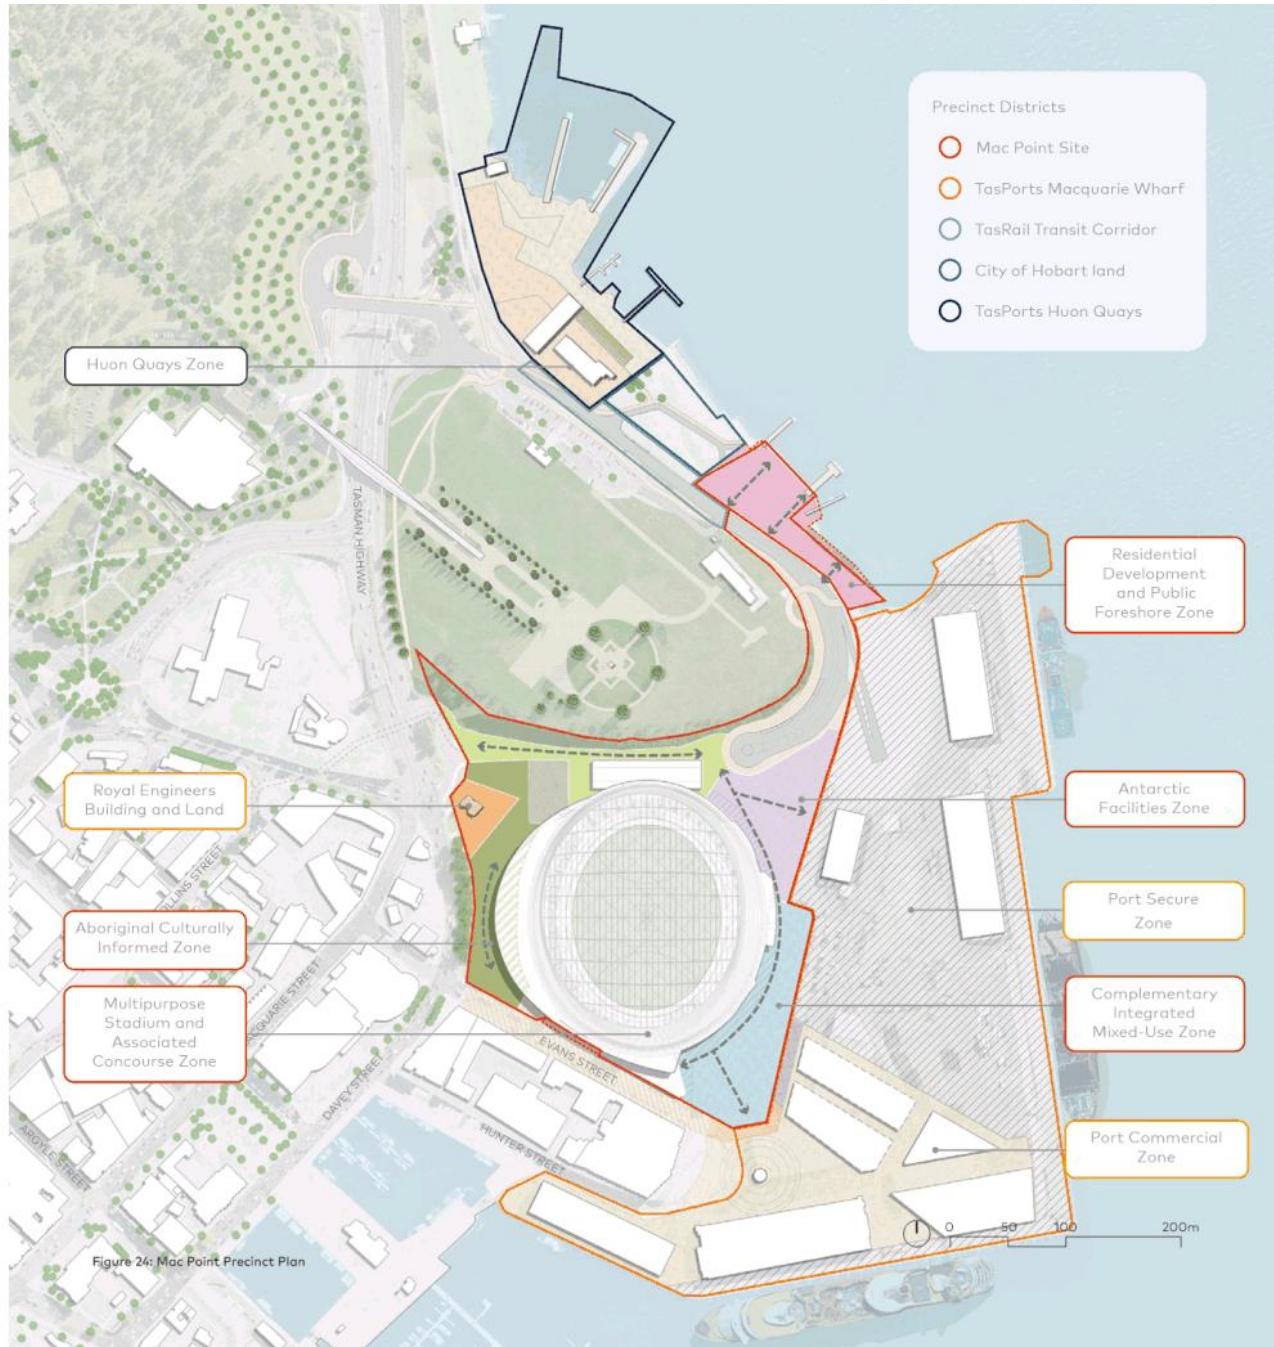 Precinct Districts
Mac Point Site
TasPorts Macquarie Wharf
TasRail Transit Corridor
City of Hobart land
TasPorts Huon Quays
Huon Quays Zone
TASMAN HIGHWAY
Residential
Development
and Public
Foreshore Zone
Royal Engineers
Building and Land
Antarctic
Facilities Zone
LLINS STREET
Port Secure
Zone
Aboriginal Culturally
Informed Zone
ACQUARIE STREET
Multipurpose
Stadium and
Associated
Concourse Zone
Complementary
Integrated
Mixed-Use Zone
EVANS STREET
DAVEY STREET
HUNTER STREET
ARGYLE STREET
Port Commercial
Zone
0 50 100 200m
Figure 24: Mac Point Precinct Plan